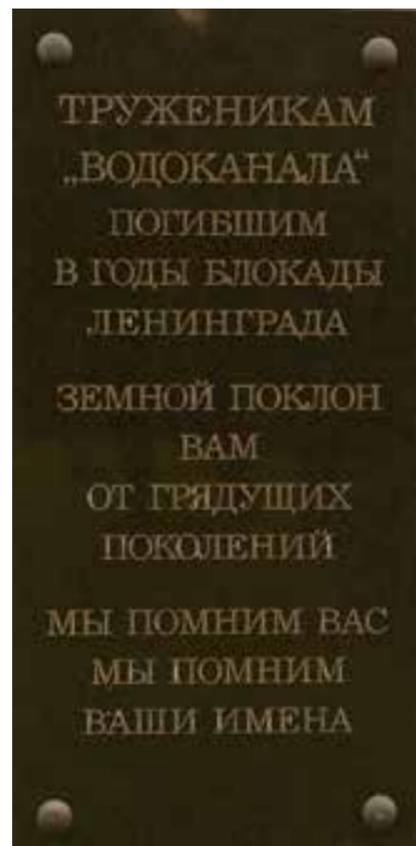 ТРУЖЕНИКАМ
„ВОДОКАНАЛА“
ПОГИБШИМ
В ГОДЫ БЛОКАДЫ
ЛЕНИНГРАДА
ЗЕМНОЙ ПОКЛОН
ВАМ
ОТ ГРЯДУЩИХ
ПОКОЛЕНИЙ
МЫ ПОМНИМ ВАС
МЫ ПОМНИМ
ВАШИ ИМЕНА